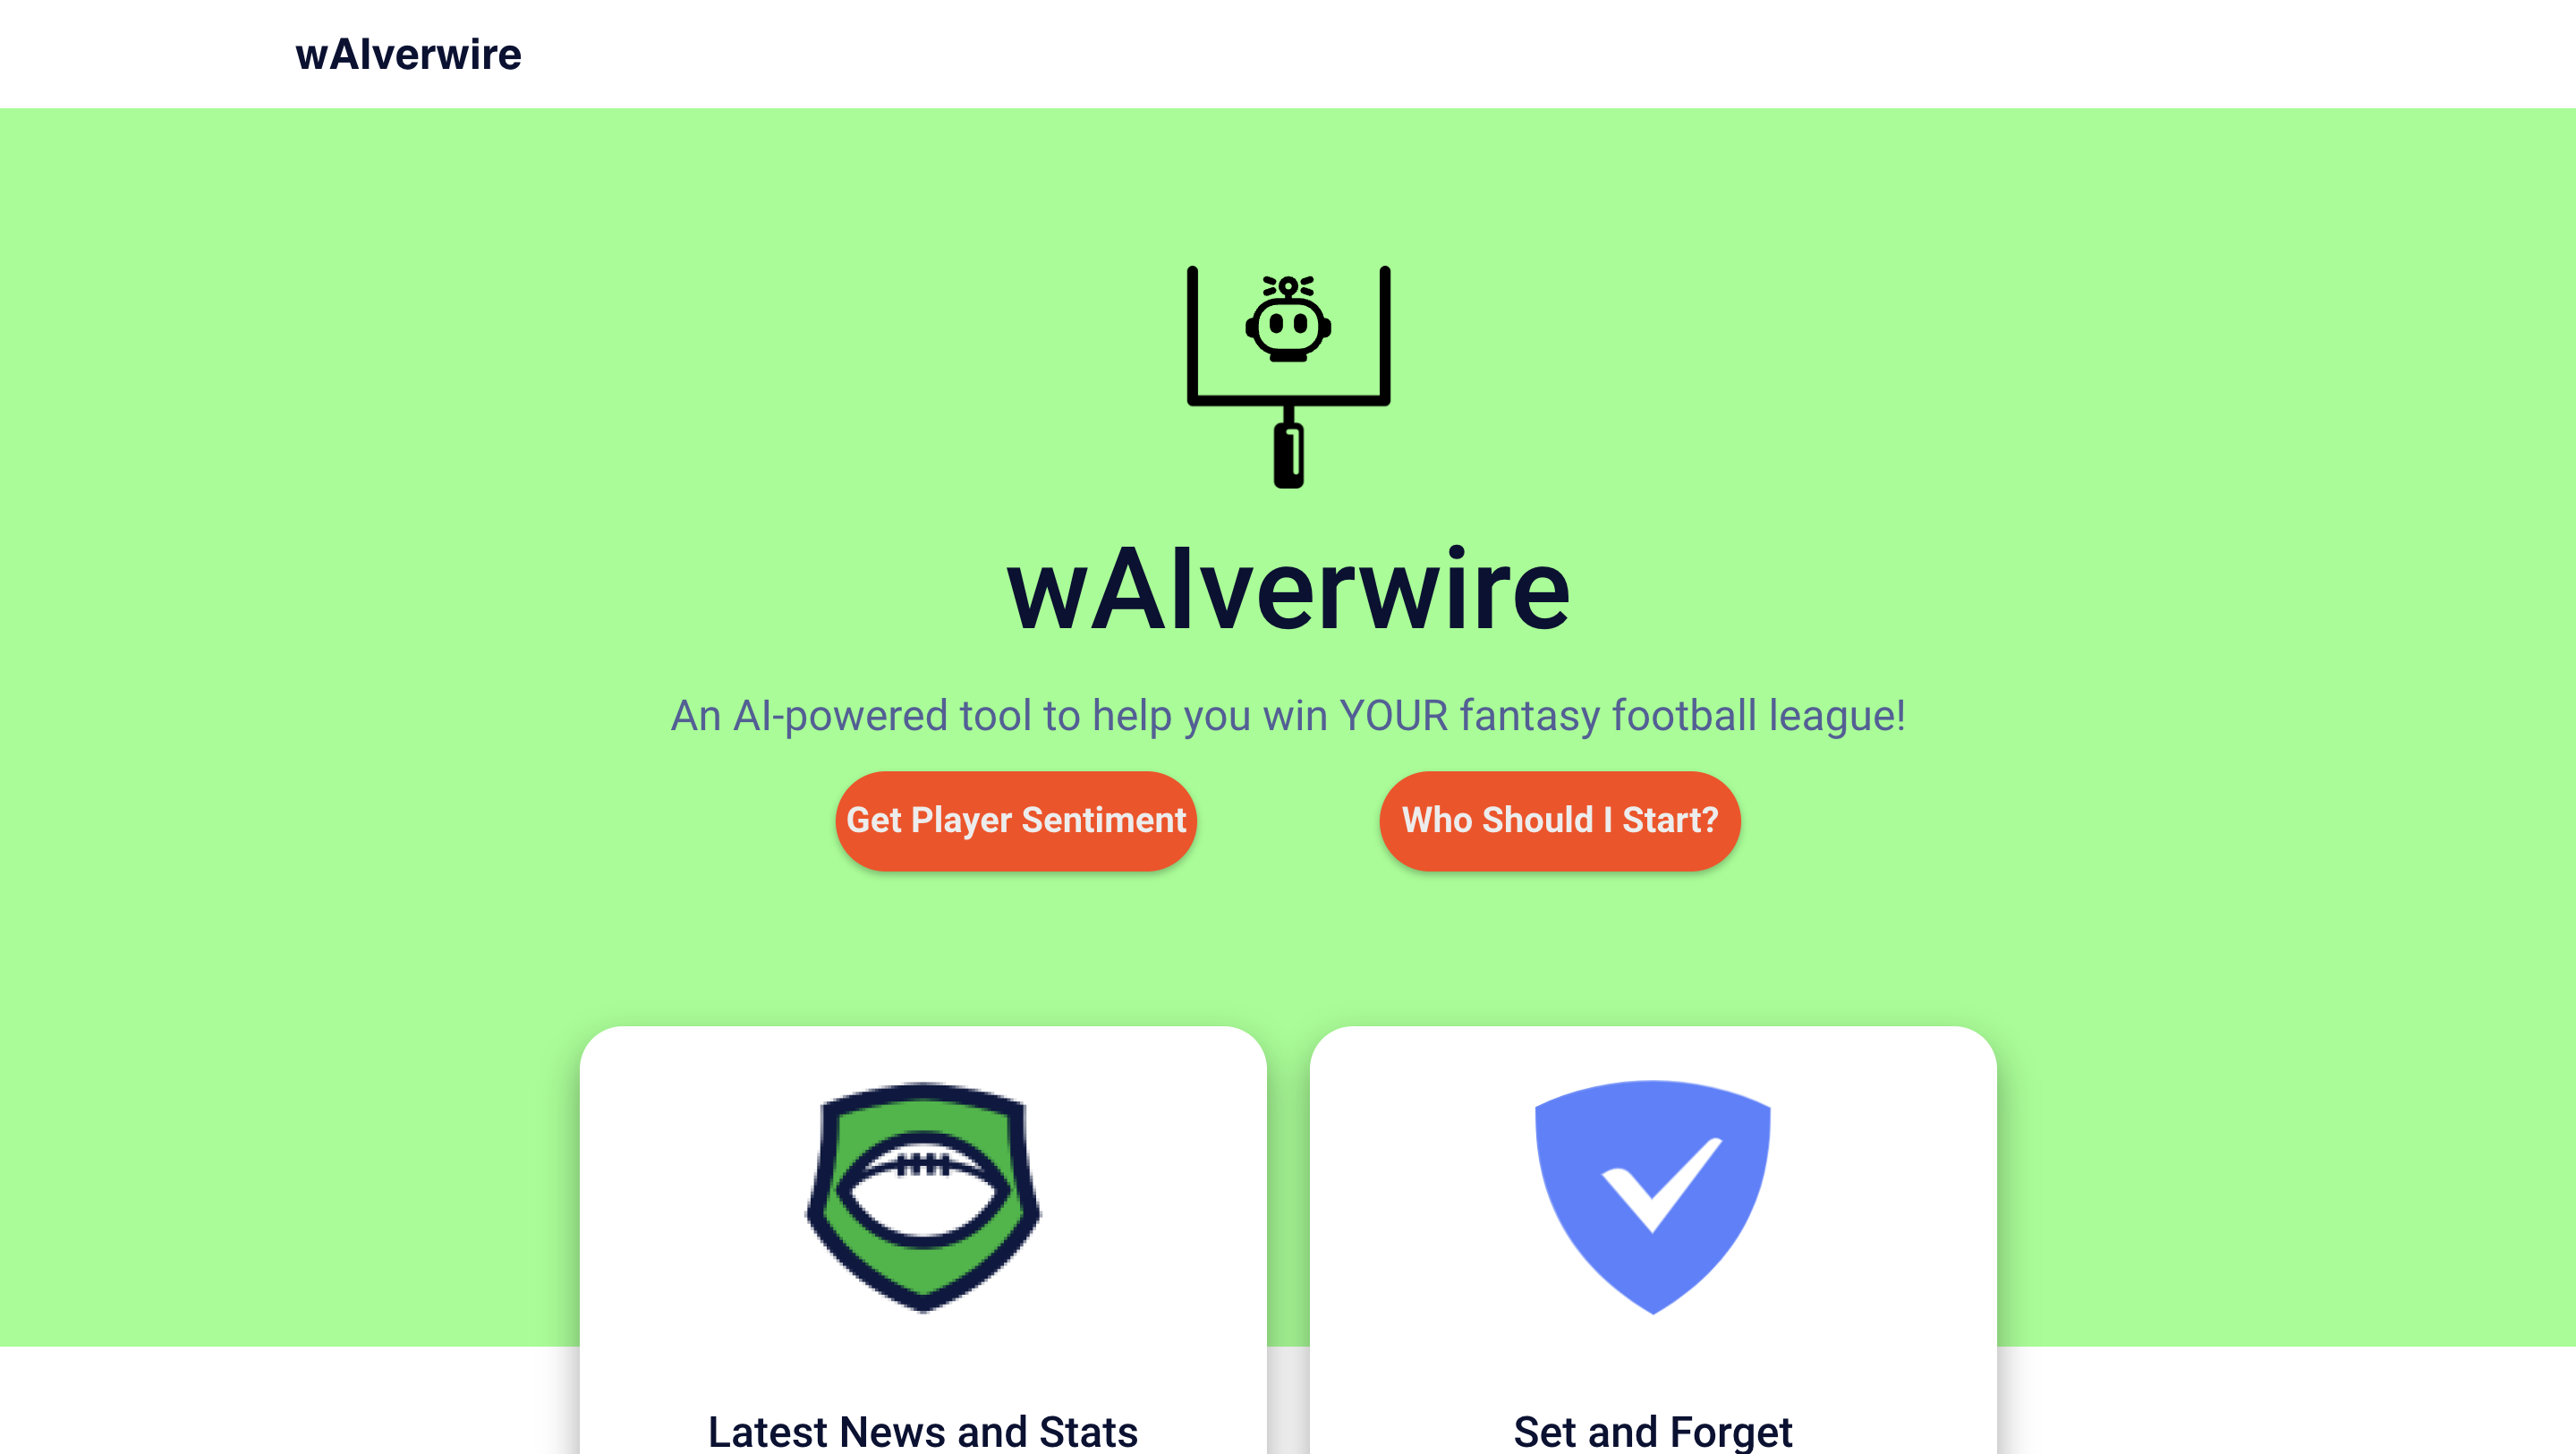 wAIverwire
wAIverwire
An AI-powered tool to help you win YOUR fantasy football league!
Get Player Sentiment
Who Should I Start?
Latest News and Stats
Set and Forget